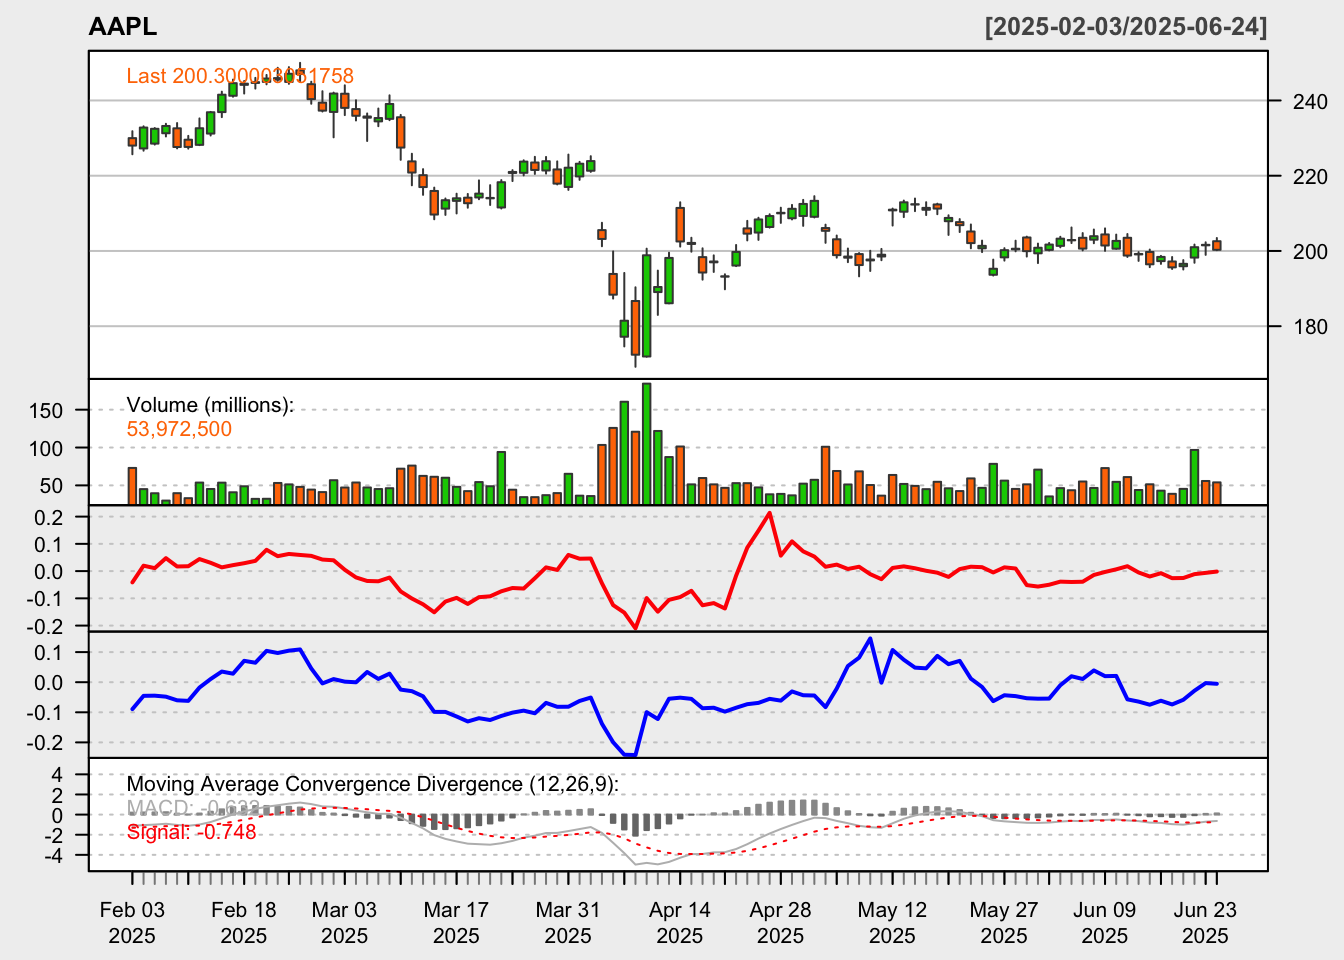 AAPL [2025-02-03/2025-06-24]
Last 200.300003051758
240
220
200
180
Volume (millions):
53,972,500
150
100
50
0.2
0.1
0.0
-0.1
-0.2
0.1
0.0
-0.1
-0.2
Moving Average Convergence Divergence (12,26,9):
MACD: -0.622
Signal: -0.748
4
2
0
-2
-4
Feb 03 Feb 18 Mar 03 Mar 17 Mar 31 Apr 14 Apr 28 May 12 May 27 Jun 09 Jun 23
2025 2025 2025 2025 2025 2025 2025 2025 2025 2025 2025